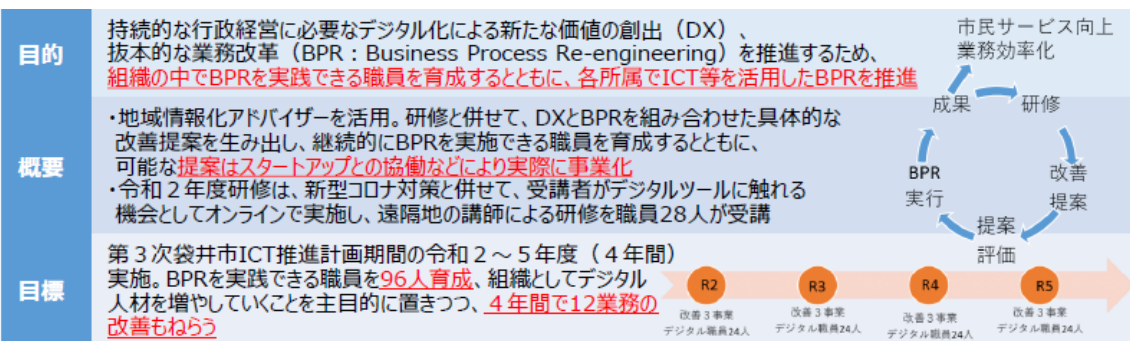 目的
持続的な行政経営に必要なデジタル化による新たな価値の創出（DX）、
抜本的な業務改革（BPR：Business Process Re-engineering）を推進するため、
組織の中でBPRを実践できる職員を育成するとともに、各所属でICT等を活用したBPRを推進
概要
・地域情報化アドバイザーを活用。研修と併せて、DXとBPRを組み合わせた具体的な
改善提案を生み出し、継続的にBPRを実施できる職員を育成するとともに、
可能な提案はスタートアップとの協働などにより実際に事業化
・令和２年度研修は、新型コロナ対策と併せて、受講者がデジタルツールに触れる
機会としてオンラインで実施し、遠隔地の講師による研修を職員28人が受講
目標
第３次袋井市ICT推進計画期間の令和２～５年度（４年間）
実施。BPRを実践できる職員を96人育成、組織としてデジタル
人材を増やしていくことを主目的に置きつつ、４年間で12業務の
改善もねらう
市民サービス向上
業務効率化
成果
研修
改善
提案
提案
評価
BPR
実行
R2
改善３事業
デジタル職員24人
R3
改善３事業
デジタル職員24人
R4
改善３事業
デジタル職員24人
R5
改善３事業
デジタル職員24人